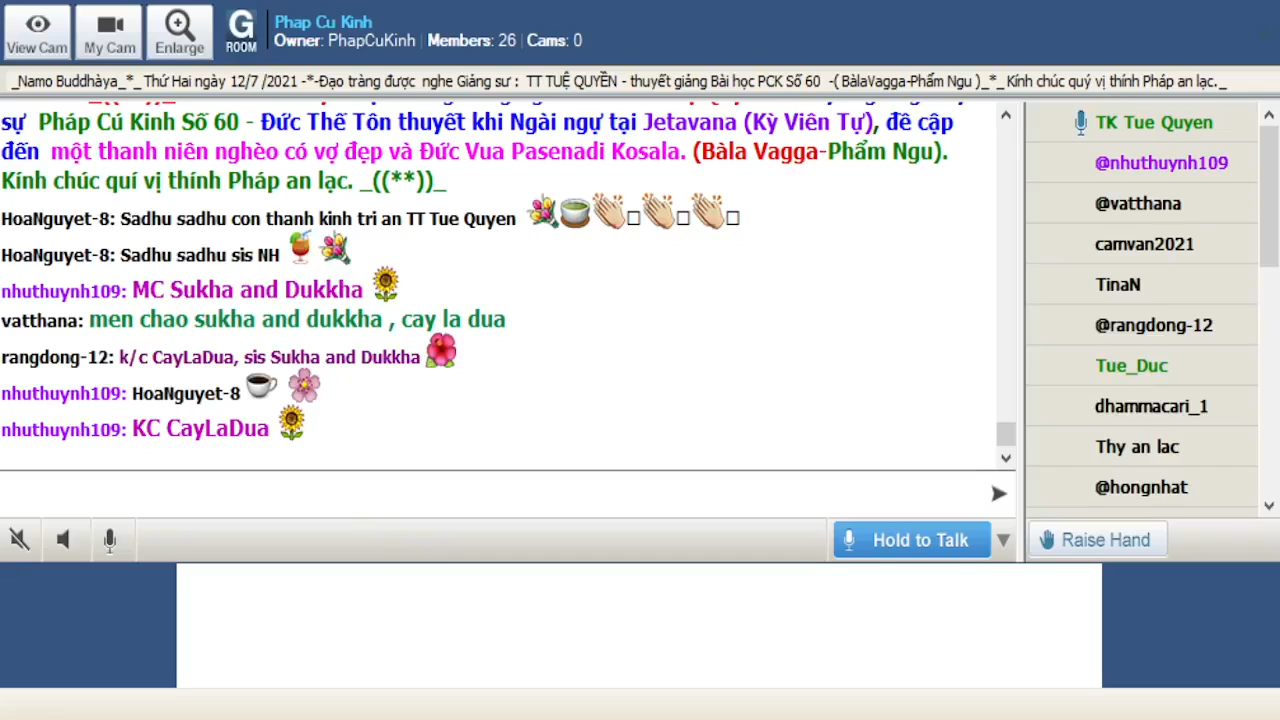 View Cam
My Cam
Enlarge
G
ROOM
Phap Cu Kinh
Owner: PhapCuKinh | Members: 26 | Cams: 0
_Namo Buddhàya_*_ Thứ Hai ngày 12/7 /2021 -*-Đạo tràng được nghe Giảng sư : TT TUỆ QUYỀN - thuyết giảng Bài học PCK Số 60 -( BàlaVagga-Phẩm Ngu )_*_ Kính chúc quý vị thính Pháp an lạc._
sự Pháp Cú Kinh Số 60 - Đức Thế Tôn thuyết khi Ngài ngự tại Jetavana (Kỳ Viên Tự), đề cập
đến một thanh niên nghèo có vợ đẹp và Đức Vua Pasenadi Kosala. (Bàla Vagga-Phẩm Ngu).
Kính chúc quí vị thính Pháp an lạc. _((**))_
HoaNguyet-8: Sadhu sadhu con thanh kinh tri an TT Tue Quyen
HoaNguyet-8: Sadhu sadhu sis NH
nhuthuynh109: MC Sukha and Dukkha
vatthana: men chao sukha and dukkha , cay la dua
rangdong-12: k/c CayLaDua, sis Sukha and Dukkha
nhuthuynh109: HoaNguyet-8
nhuthuynh109: KC CayLaDua
TK Tue Quyen
@nhuthuynh109
@vatthana
camvan2021
TinaN
@rangdong-12
Tue_Duc
dhammacari_1
Thy an lac
@hongnhat
Hold to Talk
Raise Hand